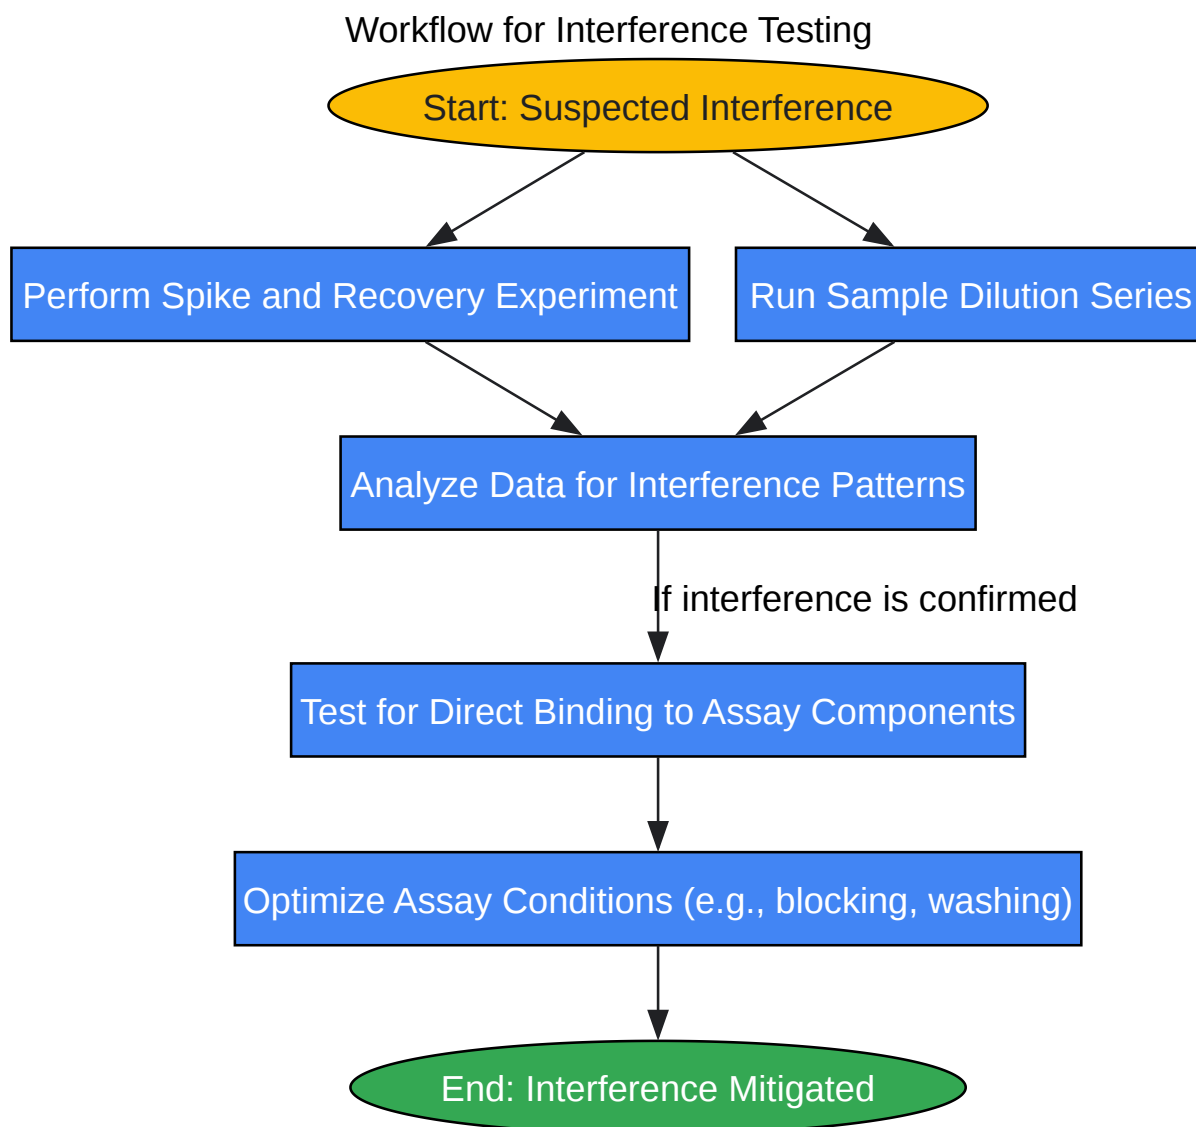 Workflow for Interference Testing
Start: Suspected Interference
Perform Spike and Recovery Experiment
Run Sample Dilution Series
Analyze Data for Interference Patterns
If interference is confirmed
Test for Direct Binding to Assay Components
Optimize Assay Conditions (e.g., blocking, washing)
End: Interference Mitigated